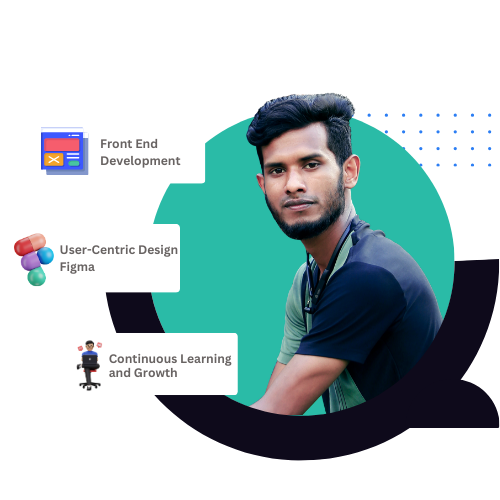 Front End
Development
User-Centric Design
Figma
Continuous Learning
and Growth